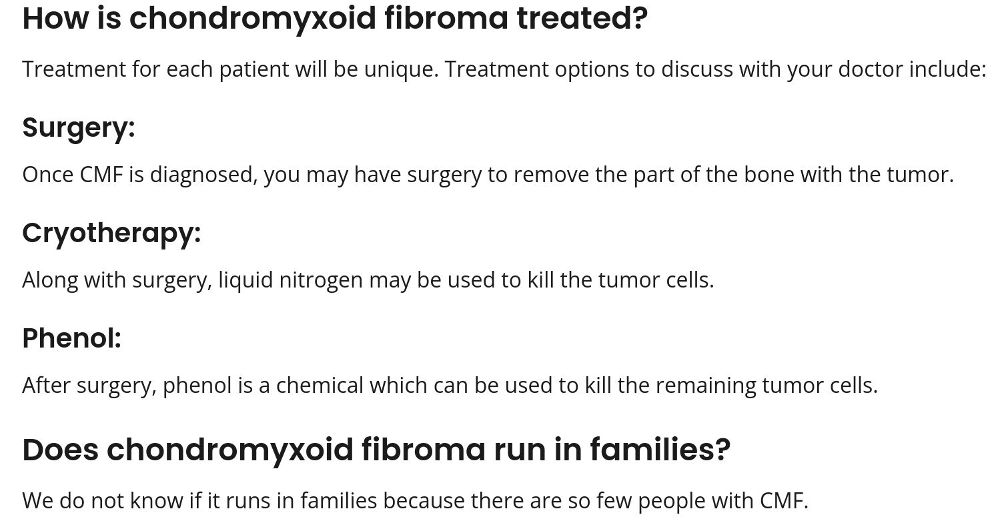 How is chondromyxoid fibroma treated?
Treatment for each patient will be unique. Treatment options to discuss with your doctor include:
Surgery:
Once CMF is diagnosed, you may have surgery to remove the part of the bone with the tumor.
Cryotherapy:
Along with surgery, liquid nitrogen may be used to kill the tumor cells.
Phenol:
After surgery, phenol is a chemical which can be used to kill the remaining tumor cells.
Does chondromyxoid fibroma run in families?
We do not know if it runs in families because there are so few people with CMF.